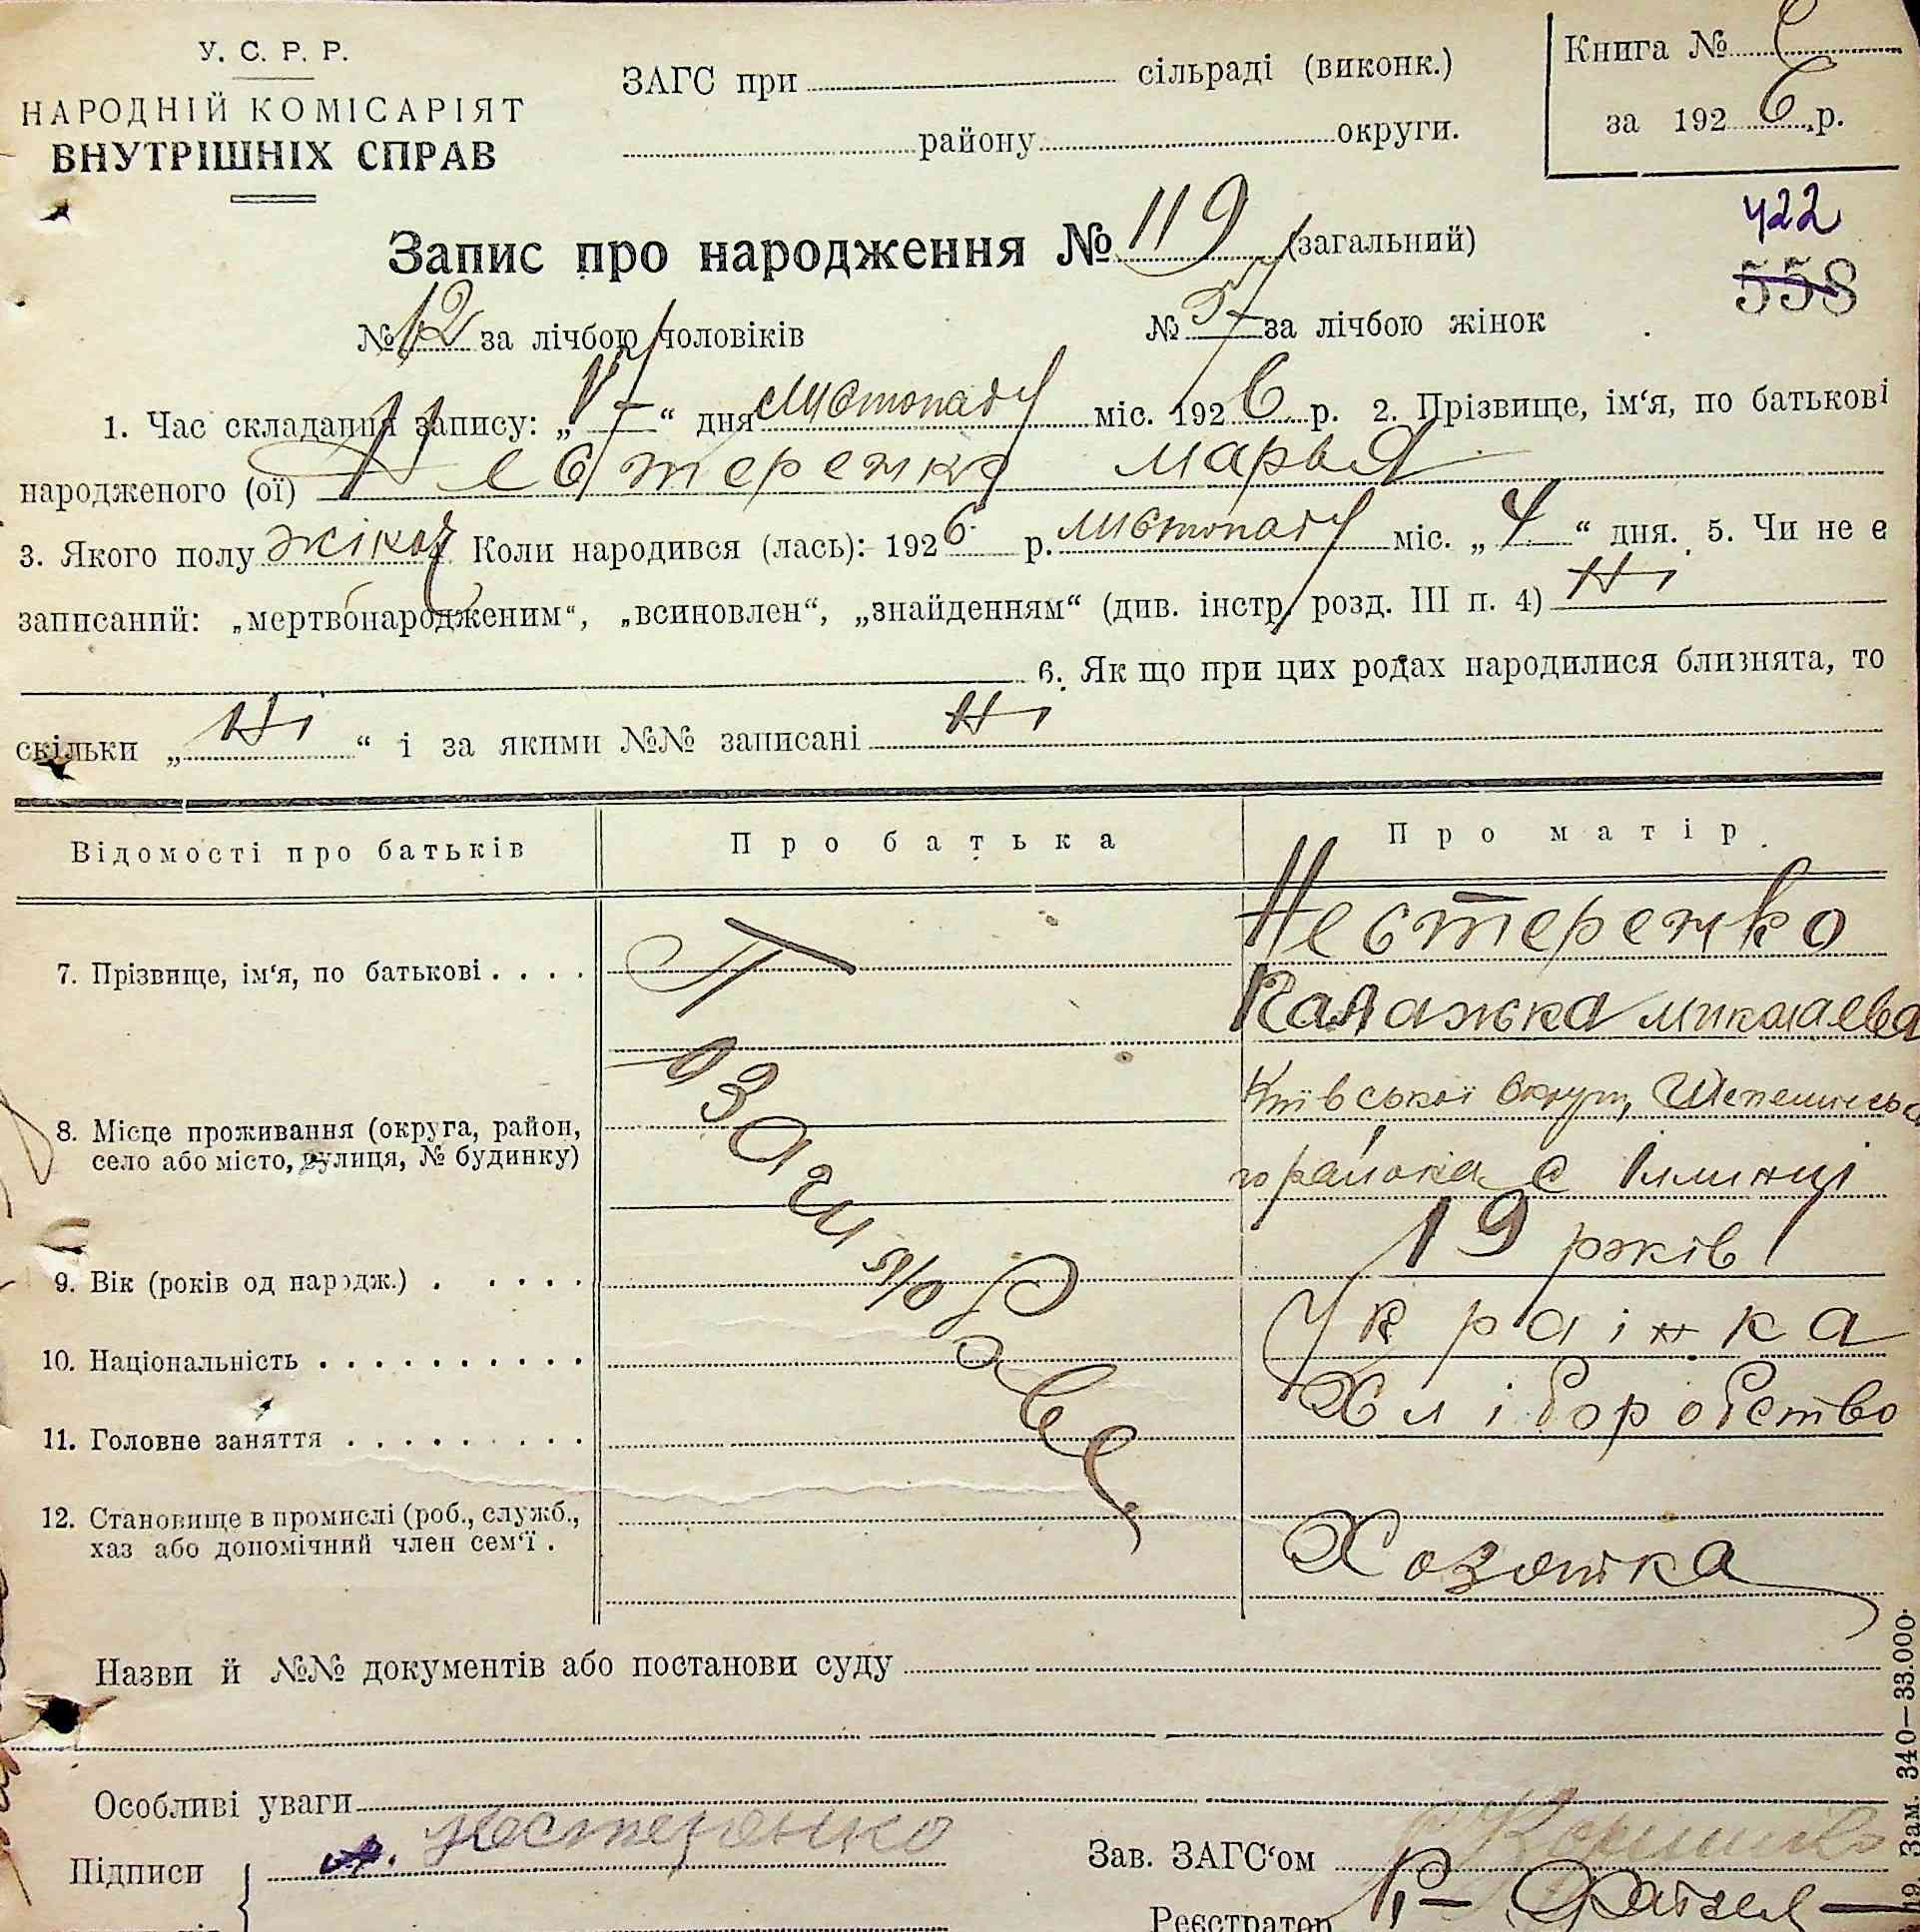 У. С. Р. Р.
НАРОДНІЙ КОМІСАРІЯТ
ВНУТРІШНІХ СПРАВ
ЗАГС при сільраді (виконк.)
району округи.
Книга №
за 1926 р.
422
558
Запис про народження № 119 (загальний)
№ 12 за лічбою чоловіків
№ 57 за лічбою жінок
1. Час складання запису: „17“ дня листопаду міс. 1926 р. 2. Прізвище, ім‘я, по батькові
народженого (ої) Нестеренко Марья
3. Якого полу жіноч Коли народився (лась): 1926 р. листопаду міс. „4“ дня. 5. Чи не є
записаний: „мертвонародженим“, „всиновлен“, „знайденням“ (див. інстр. розд. III п. 4) Ні
6. Як що при цих родах народилися близнята, то
скільки „Ні“ і за якими №№ записані Ні
Відомості про батьків
Про батька
Про матір
7. Прізвище, ім‘я, по батькові
Нестеренко
Палажка Миколаевна
8. Місце проживання (округа, район,
село або місто, вулиця, № будинку)
Київської округи,
района с
9. Вік (років од народж.)
19 років
10. Національність
Українка
11. Головне заняття
Хліборобство
12. Становище в промислі (роб., служб.,
хаз або допомічний член сем‘ї
Хозяйка
Назви й №№ документів або постанови суду
Особливі уваги
Підписи
Нестеренко
Зав. ЗАГС‘ом
Реєстратор
19. Зам. 340—33.000.